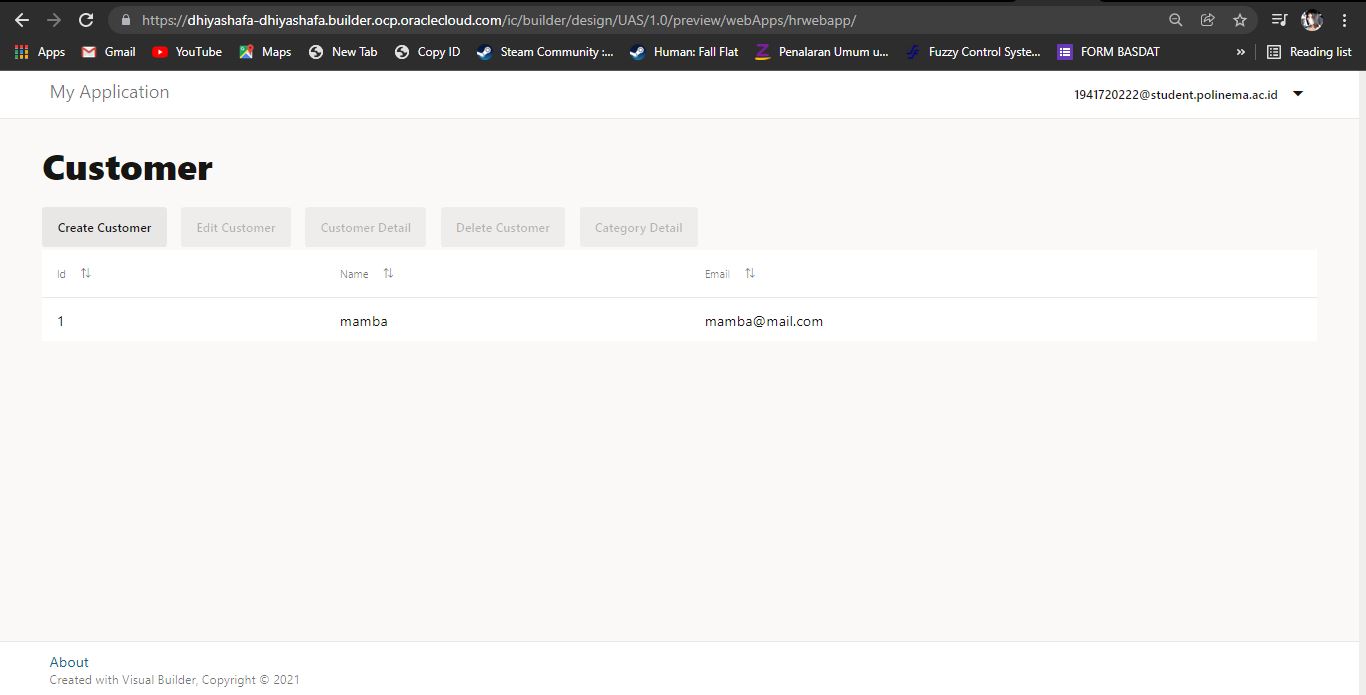 https://dhiyashafa-dhiyashafa.builder.ocp.oraclecloud.com/ic/builder/design/UAS/1.0/preview/webApps/hrwebapp/
Apps Gmail YouTube Maps New Tab Copy ID Steam Community :... Human: Fall Flat Penalaran Umum u... Fuzzy Control Syste... FORM BASDAT » Reading list
My Application 1941720222@student.polinema.ac.id
Customer
Create Customer Edit Customer Customer Detail Delete Customer Category Detail
Id Name Email
1 mamba mamba@mail.com
About
Created with Visual Builder, Copyright © 2021